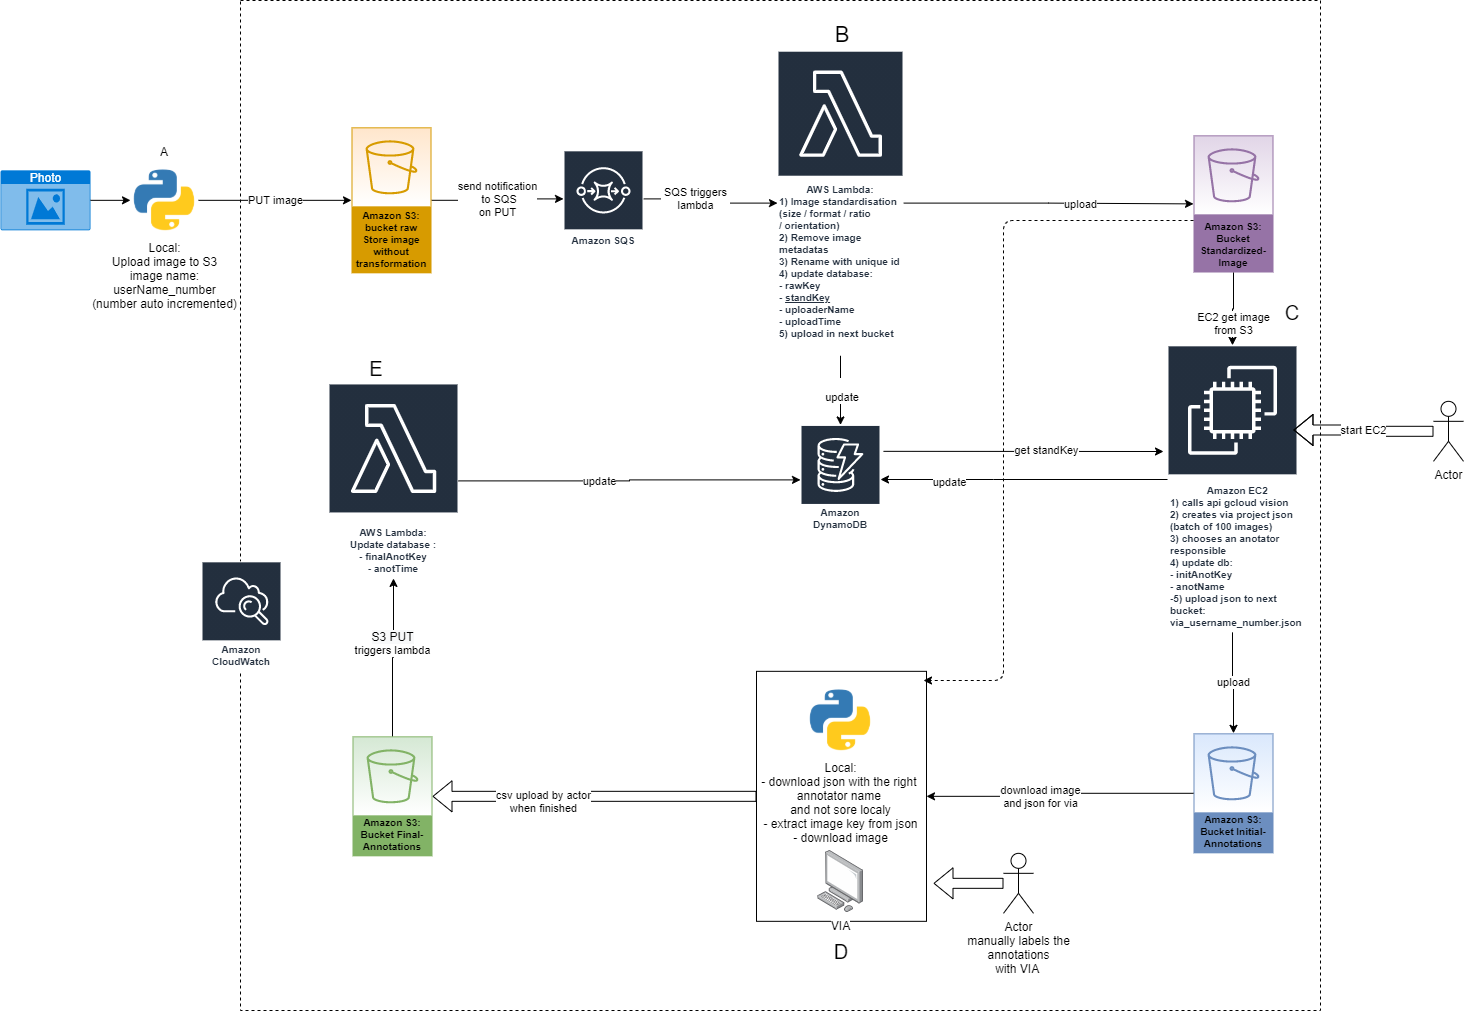 B
A
Photo
Local:
Upload image to S3
image name:
userName_number
(number auto incremented)
PUT image
Amazon S3:
bucket raw
Store image
without
transformation
send notification
to SQS
on PUT
Amazon SQS
SQS triggers
lambda
AWS Lambda:
1) Image standardisation
(size / format / ratio
/ orientation)
2) Remove image
metadatas
3) Rename with unique id
4) update database:
- rawKey
- standKey
- uploaderName
- uploadTime
5) upload in next bucket
upload
Amazon S3:
Bucket
Standardized-
Image
EC2 get image
from S3
C
update
E
Amazon
DynamoDB
get standKey
update
update
start EC2
Actor
Amazon EC2
1) calls api gcloud vision
2) creates via project json
(batch of 100 images)
3) chooses an anotator
responsible
4) update db:
- initAnotKey
- anotName
-5) upload json to next
bucket:
via_username_number.json
AWS Lambda:
Update database :
- finalAnotKey
- anotTime
Amazon
CloudWatch
S3 PUT
triggers lambda
upload
Amazon S3:
Bucket Initial-
Annotations
download image
and json for via
Local:
- download json with the right
annotator name
and not sore localy
- extract image key from json
- download image
VIA
D
Actor
manually labels the
annotations
with VIA
csv upload by actor
when finished
Amazon S3:
Bucket Final-
Annotations